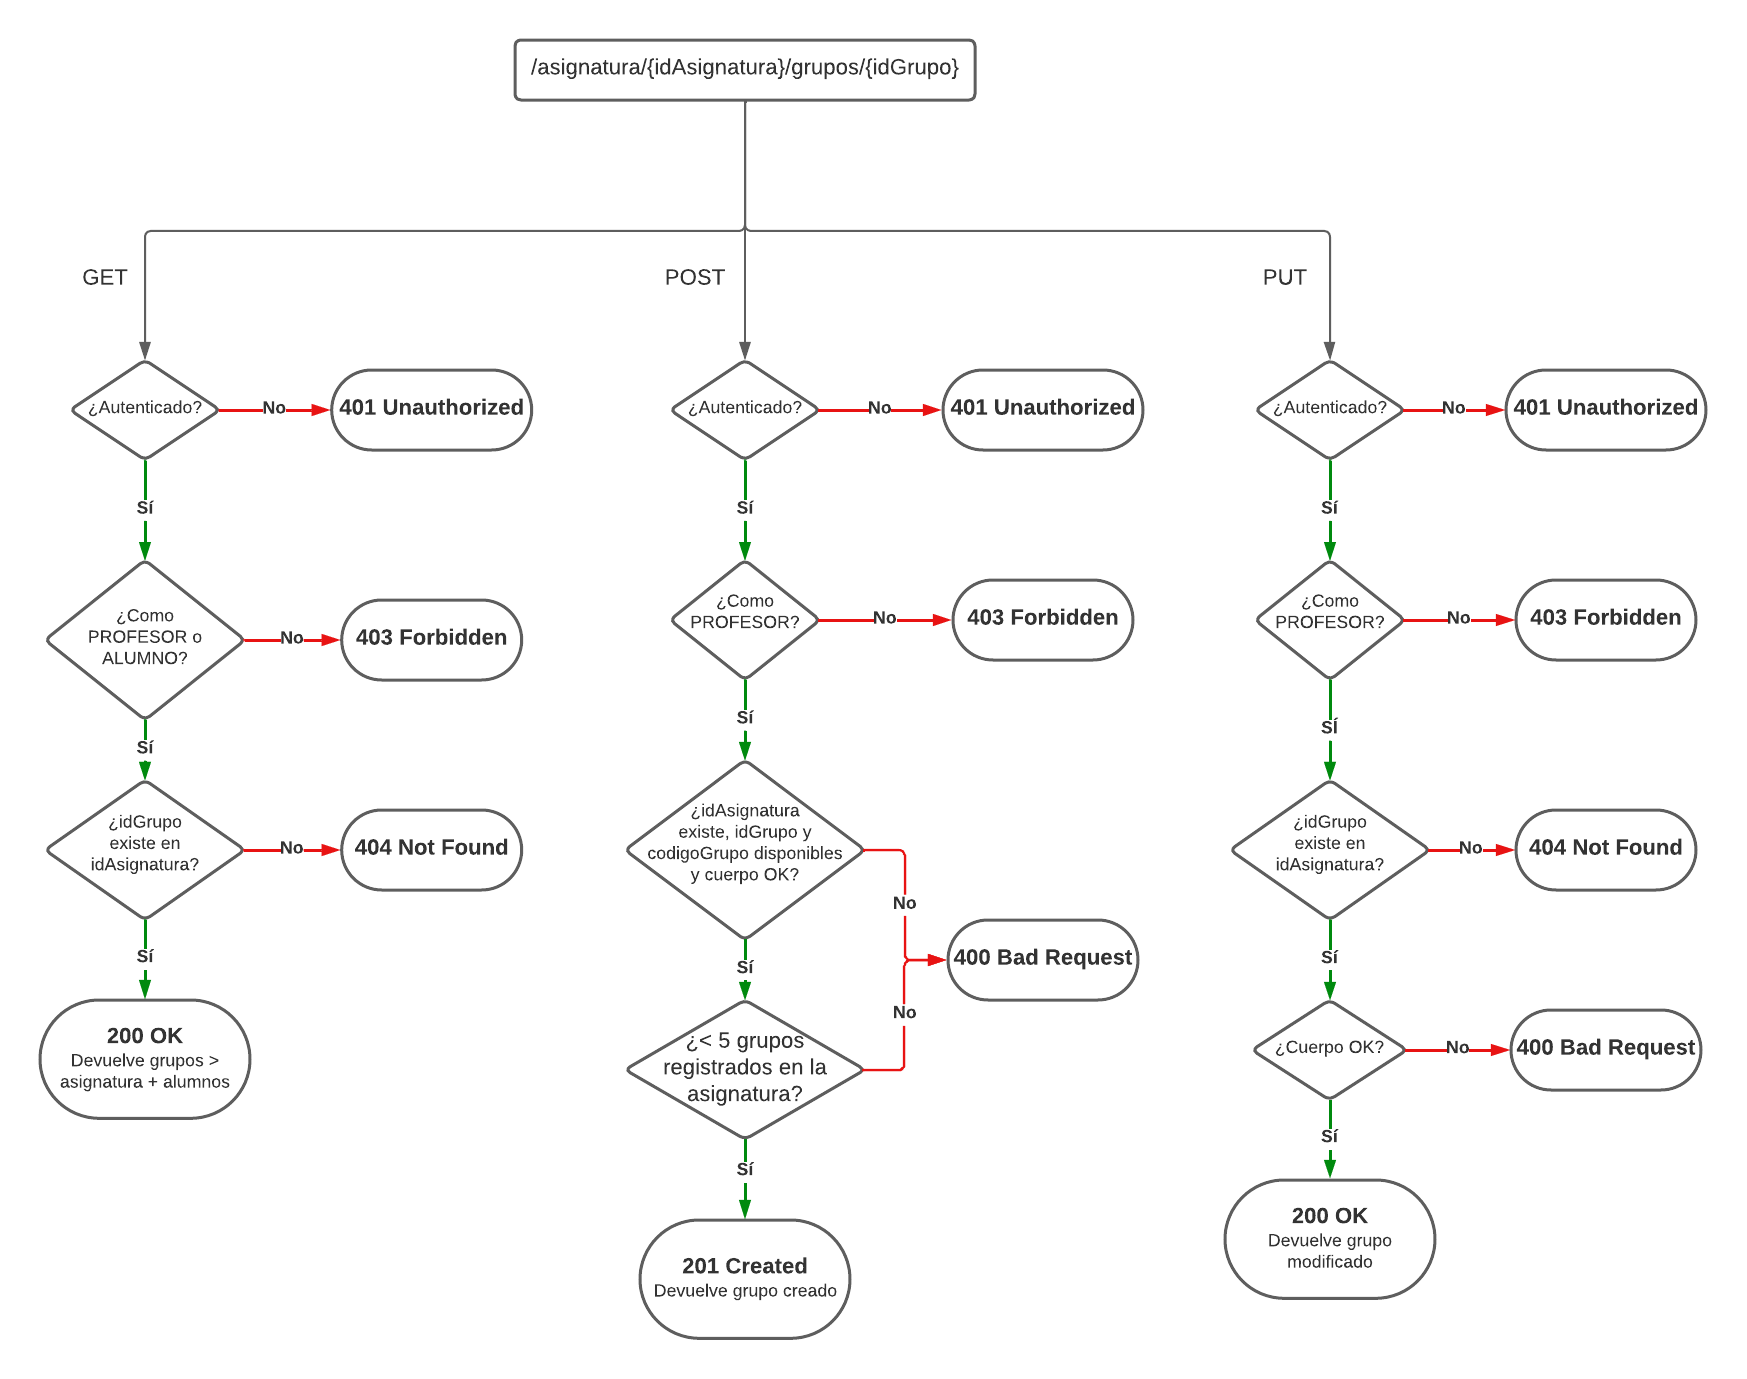 /asignatura/{idAsignatura}/grupos/{idGrupo}
GET
¿Autenticado?
No
401 Unauthorized
Sí
¿Como
PROFESOR o
ALUMNO?
No
403 Forbidden
Sí
¿idGrupo
existe en
idAsignatura?
No
404 Not Found
Sí
200 OK
Devuelve grupos >
asignatura + alumnos
POST
¿Autenticado?
No
401 Unauthorized
Sí
¿Como
PROFESOR?
No
403 Forbidden
Sí
¿idAsignatura
existe, idGrupo y
codigoGrupo disponibles
y cuerpo OK?
No
400 Bad Request
Sí
¿< 5 grupos
registrados en la
asignatura?
No
Sí
201 Created
Devuelve grupo creado
PUT
¿Autenticado?
No
401 Unauthorized
Sí
¿Como
PROFESOR?
No
403 Forbidden
SÍ
¿idGrupo
existe en
idAsignatura?
No
404 Not Found
Sí
¿Cuerpo OK?
No
400 Bad Request
Sí
200 OK
Devuelve grupo
modificado